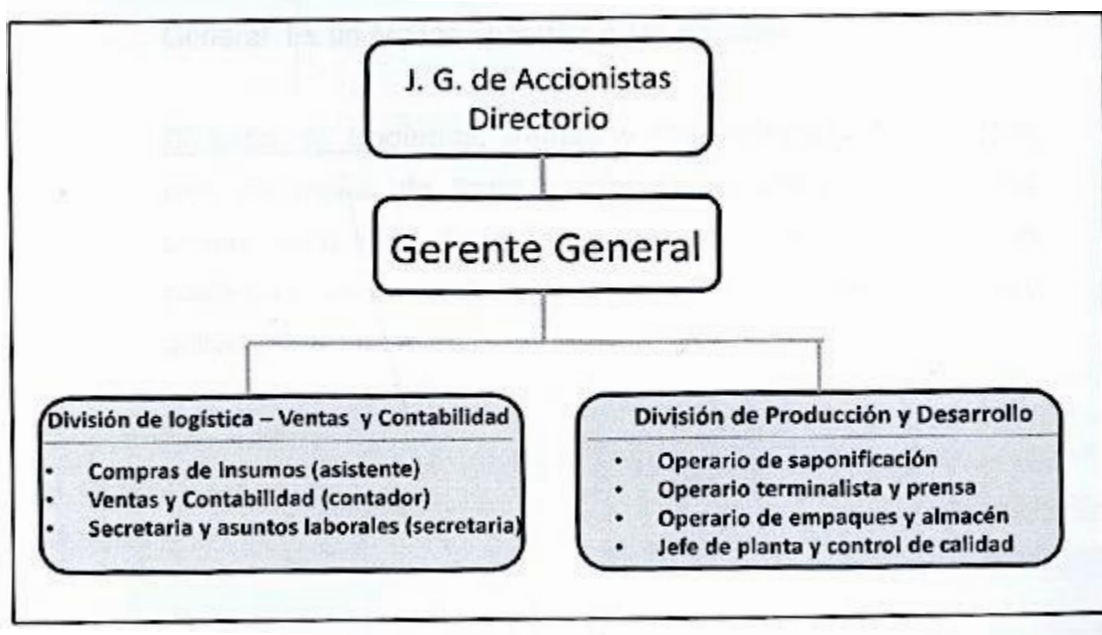 J. G. de Accionistas
Directorio
Gerente General
División de logística – Ventas y Contabilidad
• Compras de Insumos (asistente)
• Ventas y Contabilidad (contador)
• Secretaria y asuntos laborales (secretaria)
División de Producción y Desarrollo
• Operario de saponificación
• Operario terminalista y prensa
• Operario de empaques y almacén
• Jefe de planta y control de calidad